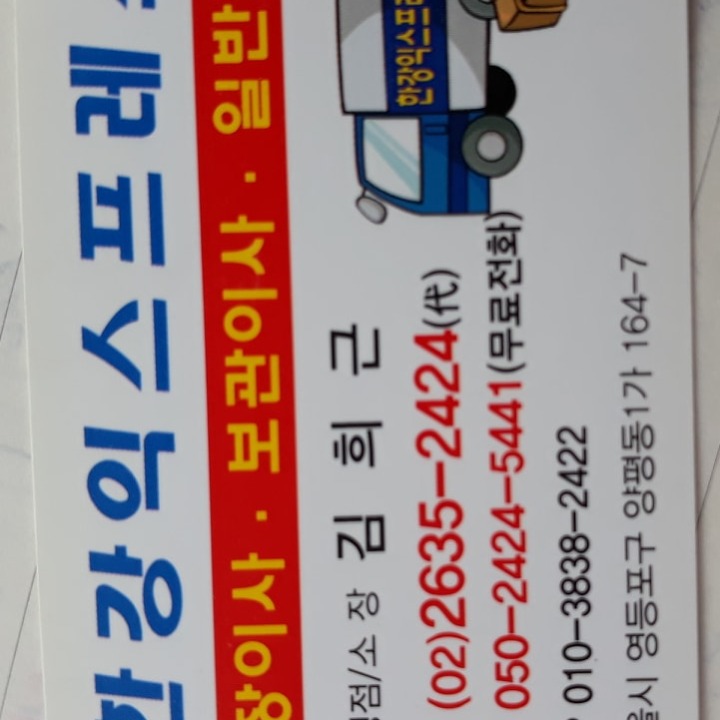 한강익스프레
장이사 · 보관이사 · 일반
한강익스프레
점/소 장 김 희 근
(02)2635-2424(代)
050-2424-5441(무료전화)
010-3838-2422
울시 영등포구 양평동1가 164-7